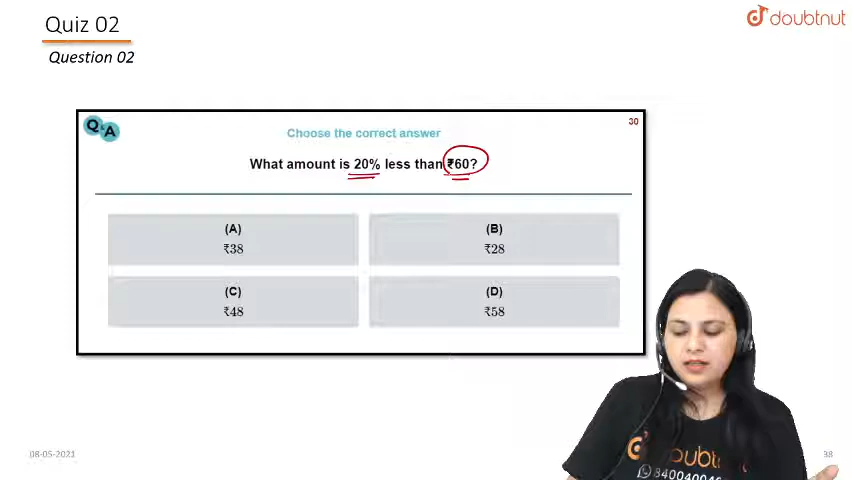 Quiz 02
doubtnut
Question 02
Q&A
30
Choose the correct answer
What amount is 20% less than ₹60?
(A)
₹38
(B)
₹28
(C)
₹48
(D)
₹58
doubtnut
08-05-2021
38